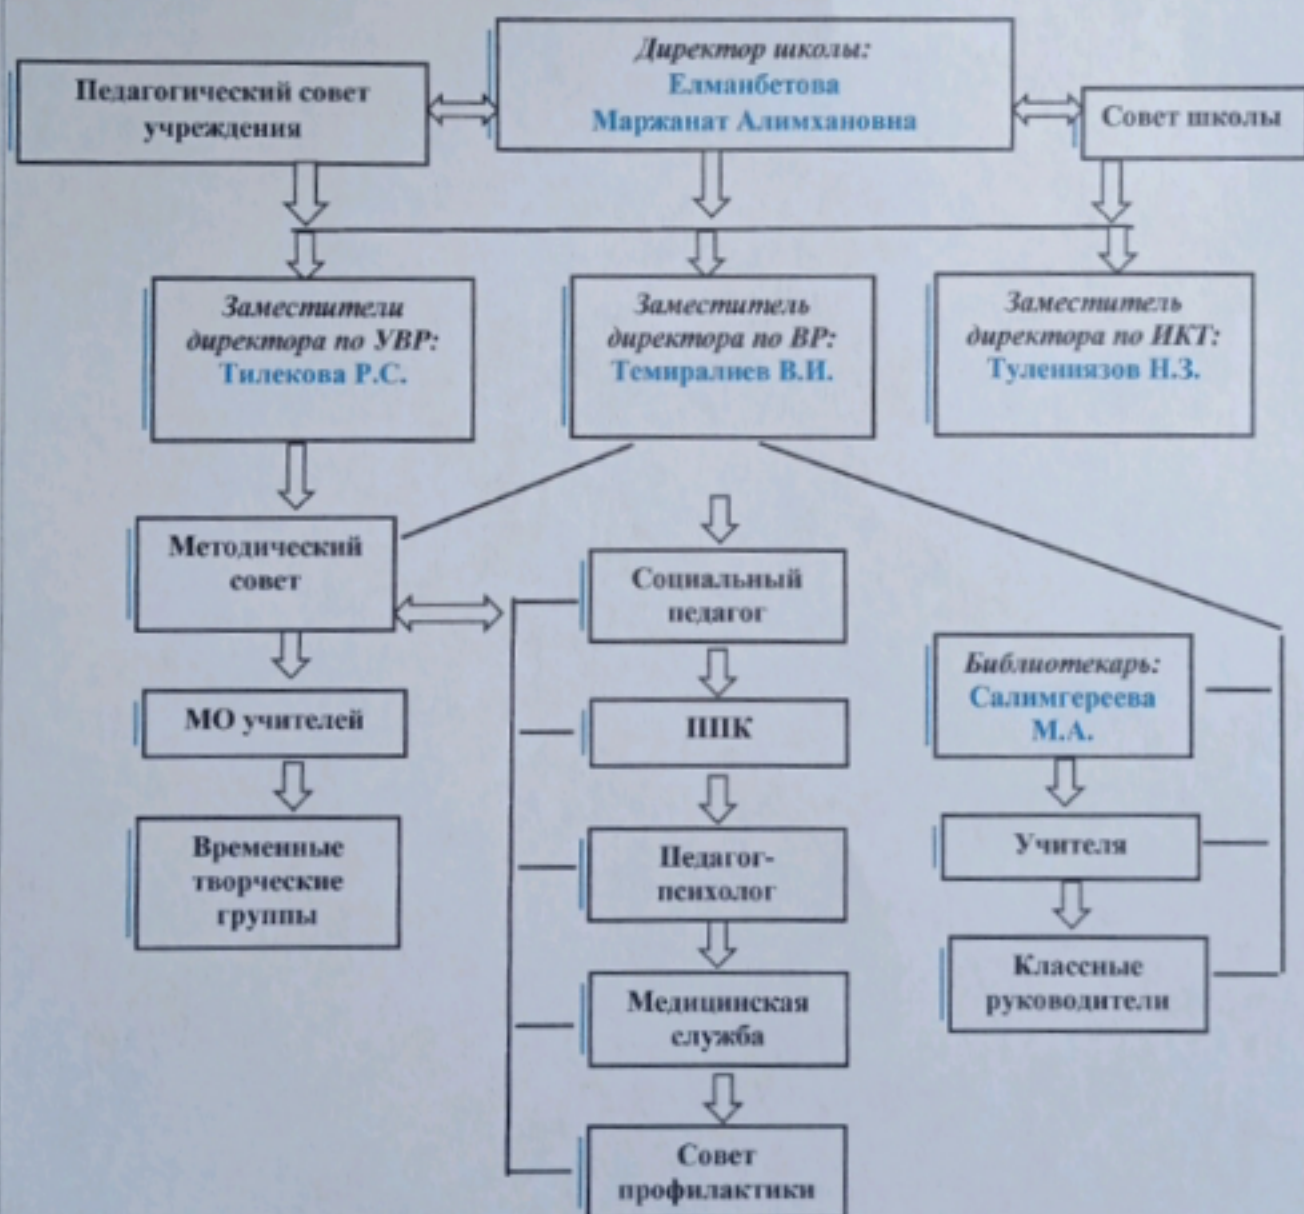 Директор школы:
Елманбетова
Маржанат Алимхановна
Педагогический совет
учреждения
Совет школы
Заместители
директора по УВР:
Тилекова Р.С.
Заместитель
директора по ВР:
Темиралиев В.И.
Заместитель
директора по ИКТ:
Тулениязов Н.З.
Методический
совет
МО учителей
Временные
творческие
группы
Социальный
педагог
ППК
Педагог-
психолог
Медицинская
служба
Совет
профилактики
Библиотекарь:
Салимгереева
М.А.
Учителя
Классные
руководители